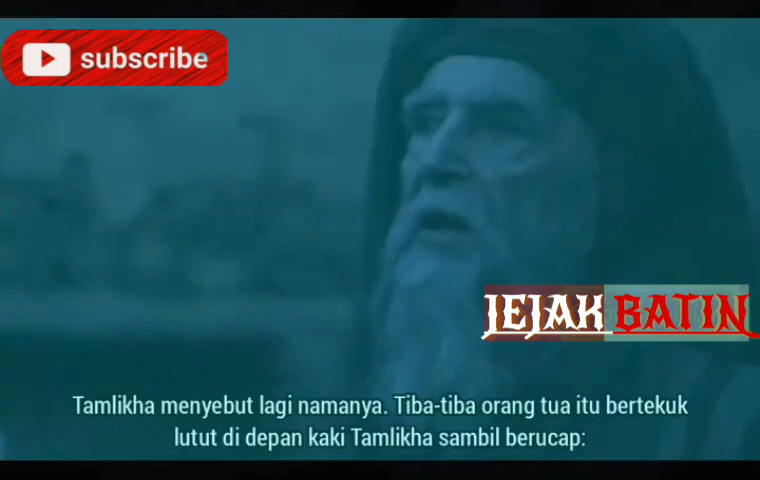 subscribe
JEJAK BATIN
Tamlikha menyebut lagi namanya. Tiba-tiba orang tua itu bertekuk
lutut di depan kaki Tamlikha sambil berucap: